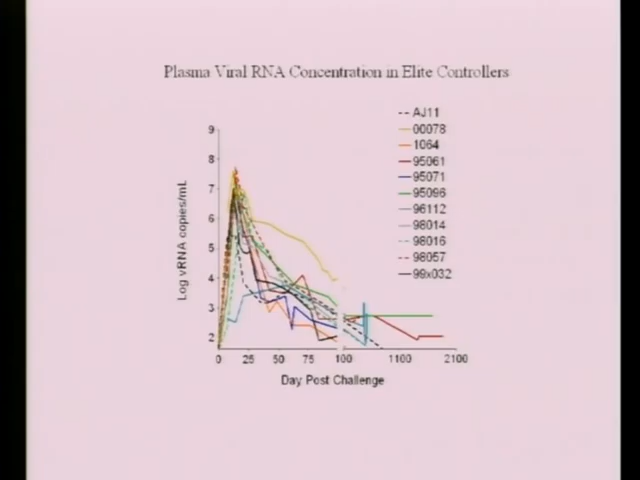 Plasma Viral RNA Concentration in Elite Controllers
AJ11
00078
1064
95061
95071
95096
96112
98014
98016
98057
99x032
Log vRNA copies/mL
9
8
7
6
5
4
3
2
0 25 50 75 100 1100 2100
Day Post Challenge